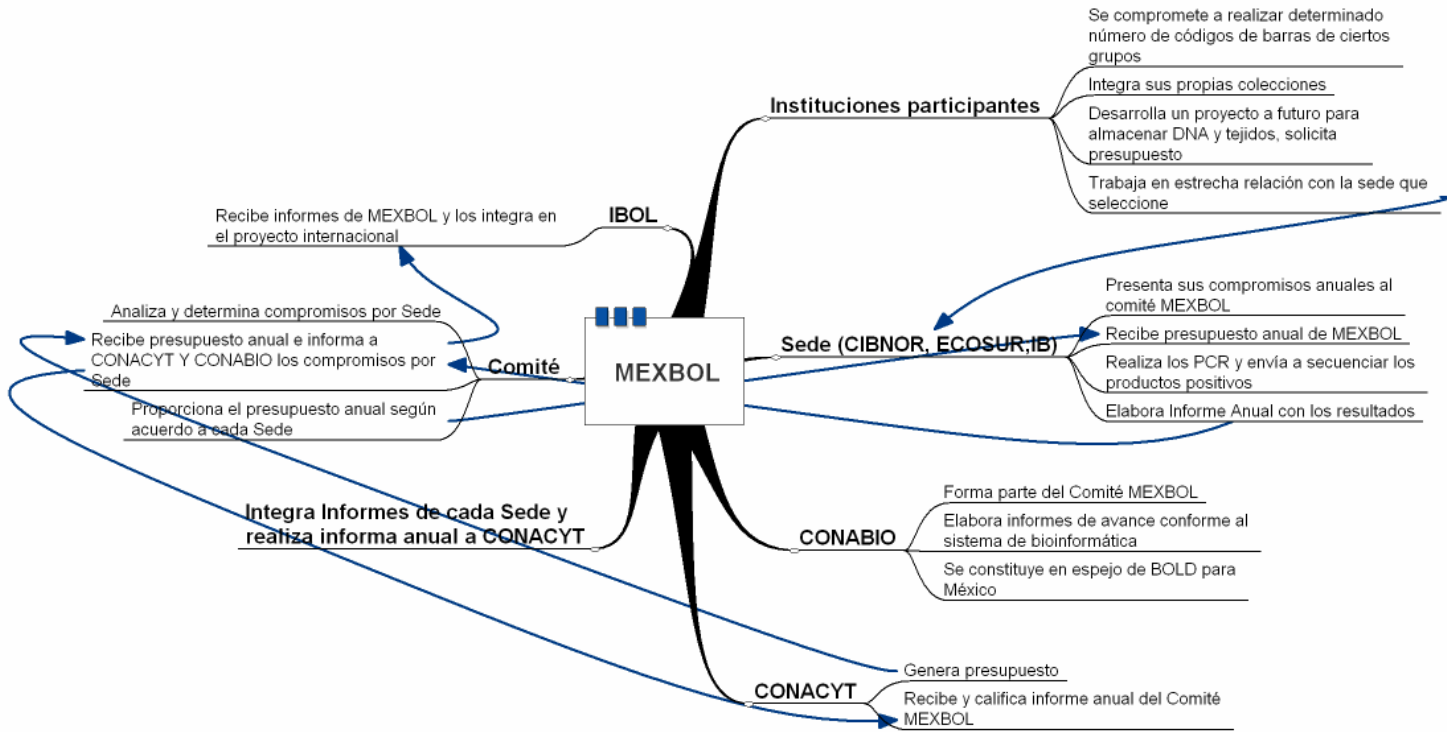 Se compromete a realizar determinado
número de códigos de barras de ciertos
grupos
Instituciones participantes
Integra sus propias colecciones
Desarrolla un proyecto a futuro para
almacenar DNA y tejidos, solicita
presupuesto
Trabaja en estrecha relación con la sede que
seleccione
IBOL
Recibe informes de MEXBOL y los integra en
el proyecto internacional
Analiza y determina compromisos por Sede
Recibe presupuesto anual e informa a
CONACYT Y CONABIO los compromisos por
Sede
Comité
Proporciona el presupuesto anual según
acuerdo a cada Sede
MEXBOL
Sede (CIBNOR, ECOSUR,IB)
Presenta sus compromisos anuales al
comité MEXBOL
Recibe presupuesto anual de MEXBOL
Realiza los PCR y envía a secuenciar los
productos positivos
Elabora Informe Anual con los resultados
Integra Informes de cada Sede y
realiza informa anual a CONACYT
CONABIO
Forma parte del Comité MEXBOL
Elabora informes de avance conforme al
sistema de bioinformática
Se constituye en espejo de BOLD para
México
CONACYT
Genera presupuesto
Recibe y califica informe anual del Comité
MEXBOL